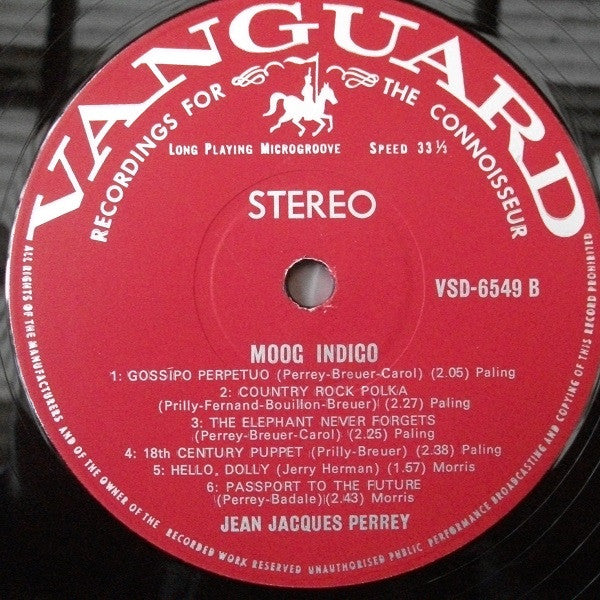 VANGUARD
RECORDINGS FOR THE CONNOISSEUR
LONG PLAYING MICROGROOVE SPEED 33 1/3
STEREO
VSD-6549 B
MOOG INDIGO
1: GOSSIPO PERPETUO (Perrey-Breuer-Carol) (2.05) Paling
2: COUNTRY ROCK POLKA
(Prilly-Fernand-Bouillon-Breuer) (2.27) Paling
3: THE ELEPHANT NEVER FORGETS
(Perrey-Breuer-Carol) (2.25) Paling
4: 18th CENTURY PUPPET (Prilly-Breuer) (2.38) Paling
5: HELLO, DOLLY (Jerry Herman) (1.57) Morris
6: PASSPORT TO THE FUTURE
(Perrey-Badale) (2.43) Morris
JEAN JACQUES PERREY
ALL RIGHTS OF THE MANUFACTURERS AND OF THE OWNER OF THE RECORDED WORK RESERVED UNAUTHORISED PUBLIC PERFORMANCE BROADCASTING AND COPYING OF THIS RECORD PROHIBITED